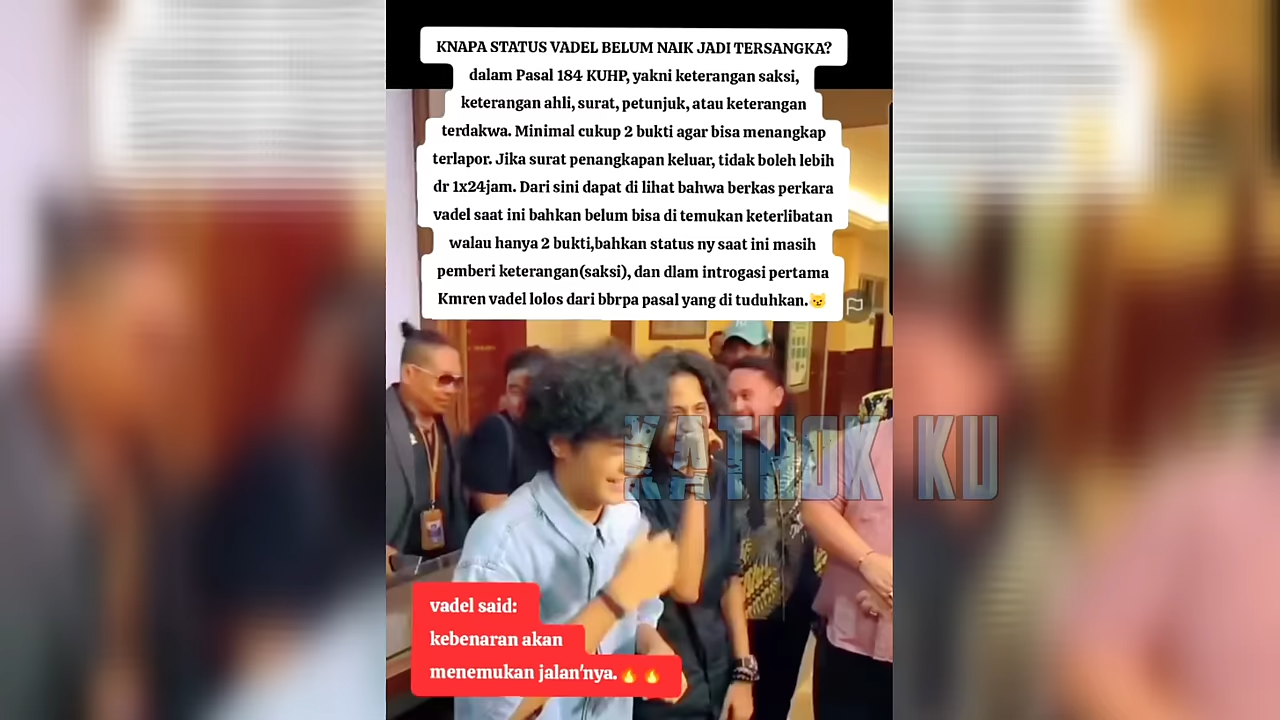 KNAPA STATUS VADEL BELUM NAIK JADI TERSANGKA?
dalam Pasal 184 KUHP, yakni keterangan saksi,
keterangan ahli, surat, petunjuk, atau keterangan
terdakwa. Minimal cukup 2 bukti agar bisa menangkap
terlapor. Jika surat penangkapan keluar, tidak boleh lebih
dr 1x24jam. Dari sini dapat di lihat bahwa berkas perkara
vadel saat ini bahkan belum bisa di temukan keterlibatan
walau hanya 2 bukti,bahkan status ny saat ini masih
pemberi keterangan(saksi), dan dlam introgasi pertama
Kmren vadel lolos dari bbrpa pasal yang di tuduhkan.😼
KATHOK KU
vadel said:
kebenaran akan
menemukan jalan'nya.🔥🔥